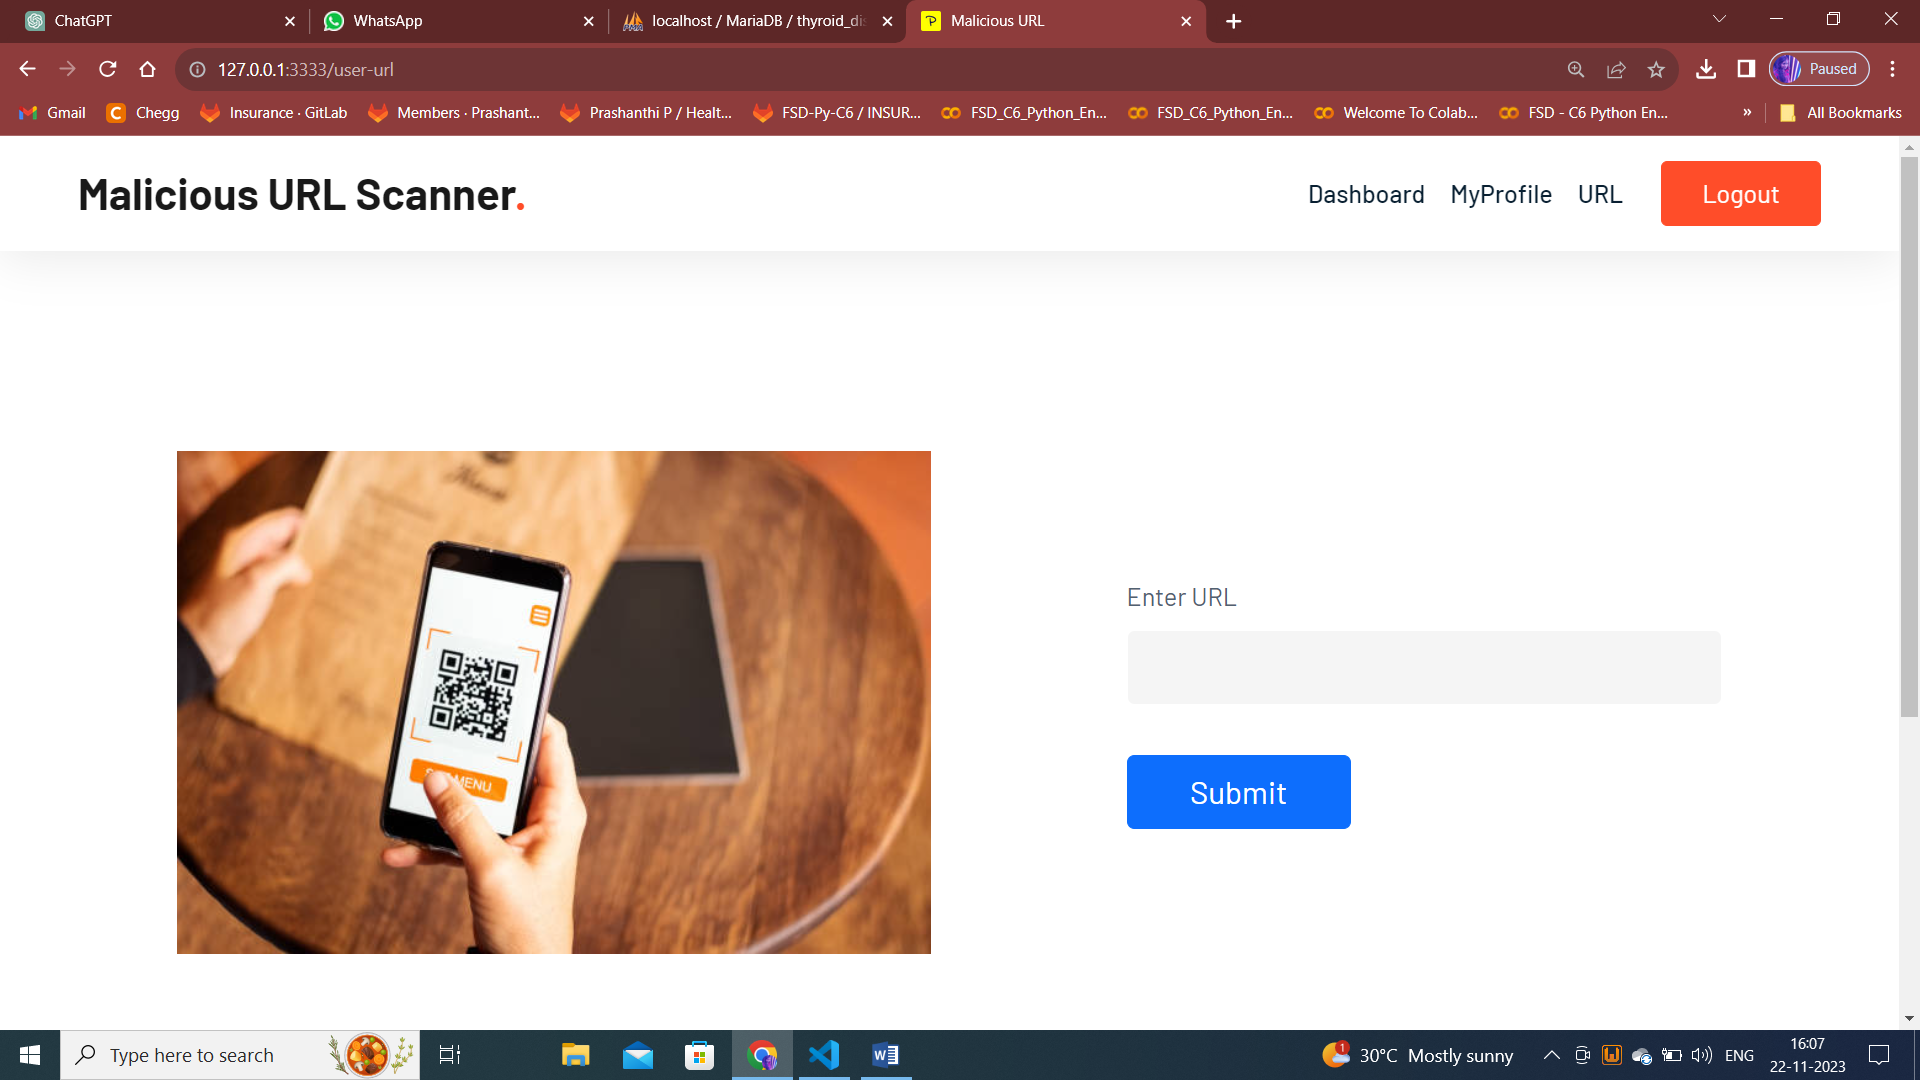 ChatGPT
WhatsApp
localhost / MariaDB / thyroid_di
Malicious URL
127.0.0.1:3333/user-url
Paused
Gmail
Chegg
Insurance · GitLab
Members · Prashant...
Prashanthi P / Healt...
FSD-Py-C6 / INSUR...
FSD_C6_Python_En...
FSD_C6_Python_En...
Welcome To Colab...
FSD - C6 Python En...
»
All Bookmarks
Malicious URL Scanner.
Dashboard
MyProfile
URL
Logout
MENU
Enter URL
Submit
Type here to search
1
30°C Mostly sunny
ENG
16:07
22-11-2023